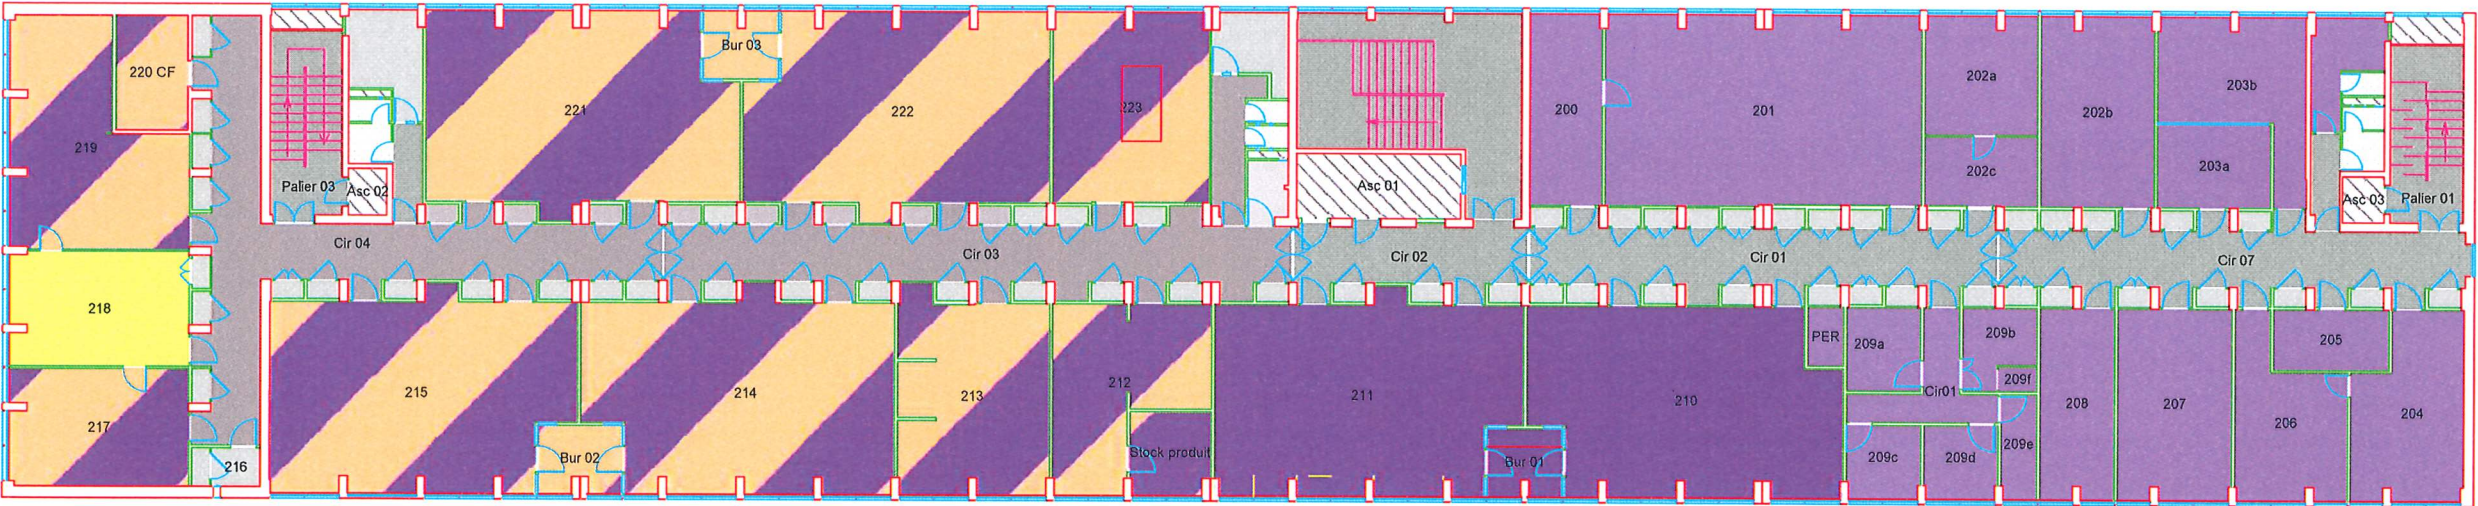 220 CF
219
218
217
216
Palier 03
Asc 02
Cir 04
221
Bur 03
222
223
Cir 03
215
Bur 02
214
213
212
Stock produit
Asc 01
Cir 02
211
Bur 01
210
200
201
202a
202c
202b
203b
203a
Asc 03
Palier 01
Cir 01
Cir 07
PER
209a
209b
209f
Cir01
209c
209d
209e
208
207
206
205
204